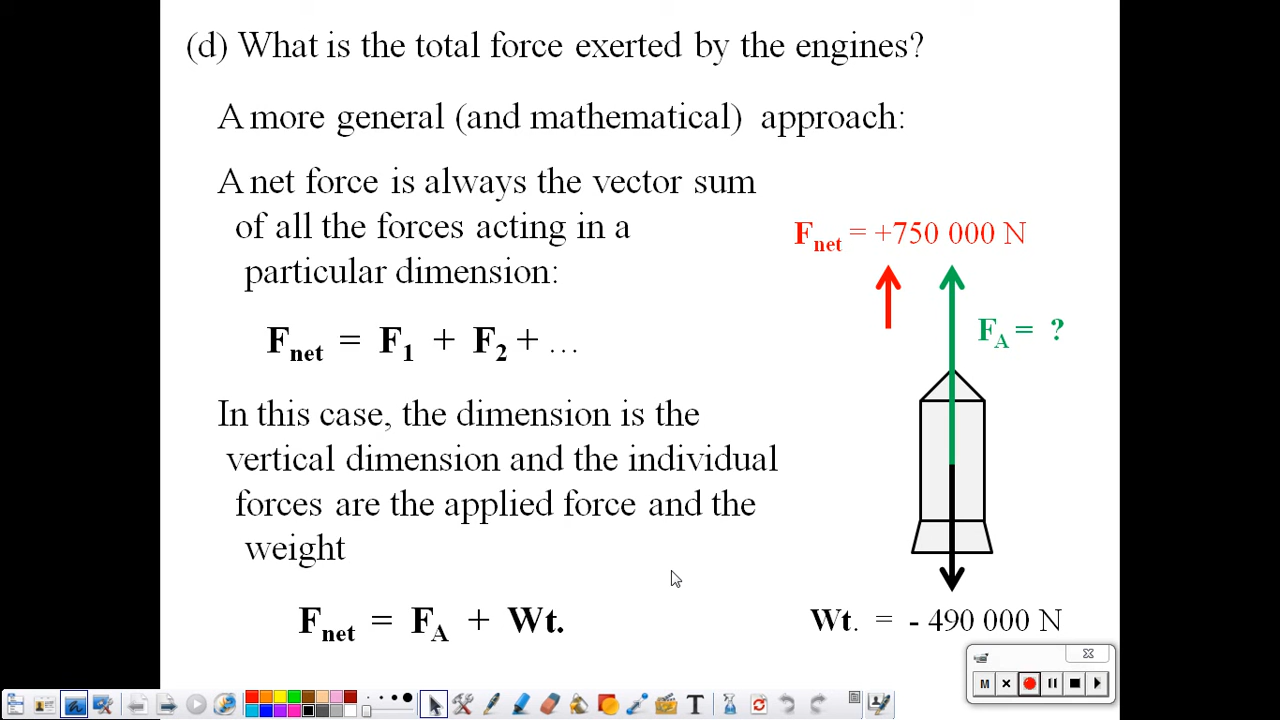 (d) What is the total force exerted by the engines?
A more general (and mathematical) approach:
A net force is always the vector sum
of all the forces acting in a
particular dimension:
Fnet = F1 + F2 + …
In this case, the dimension is the
vertical dimension and the individual
forces are the applied force and the
weight
Fnet = FA + Wt.
Fnet = +750 000 N
FA = ?
Wt. = - 490 000 N
M
T